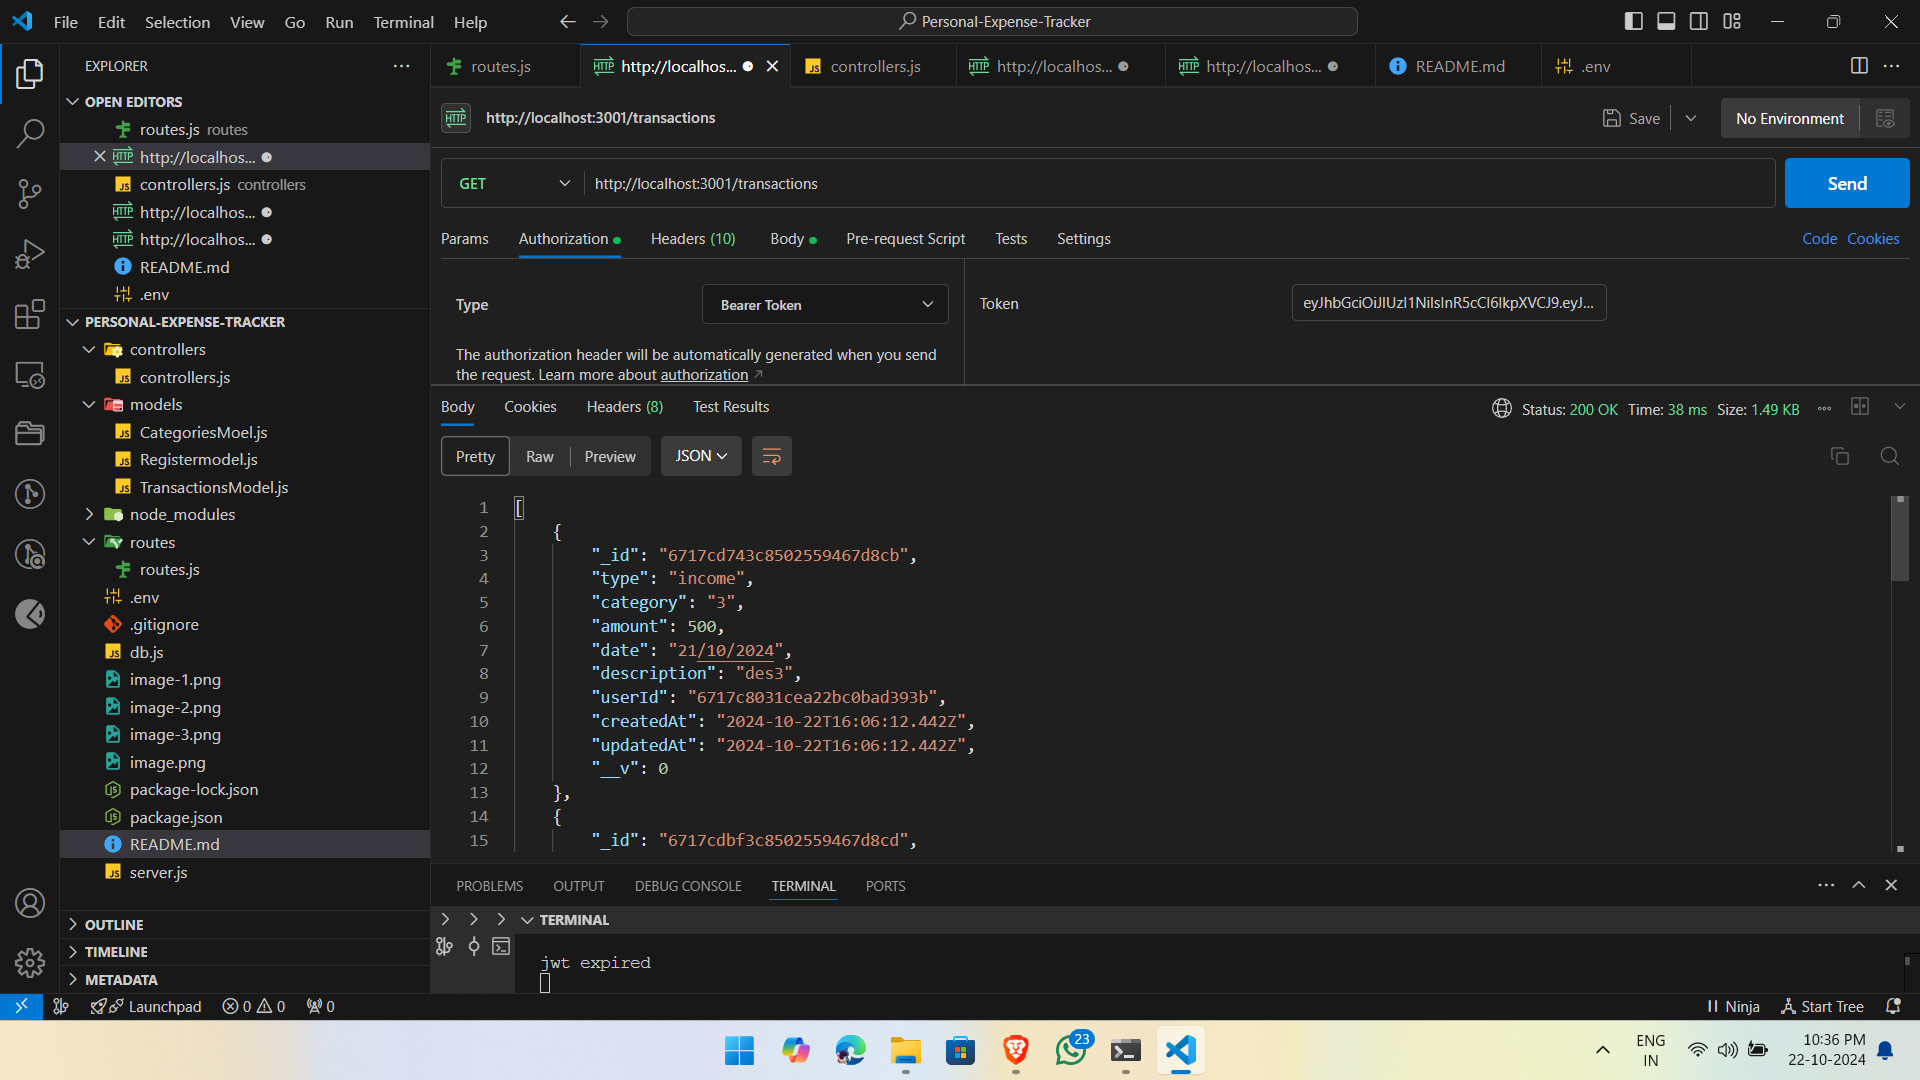 File Edit Selection View Go Run Terminal Help
Personal-Expense-Tracker
EXPLORER
OPEN EDITORS
routes.js routes
http://localhos...
controllers.js controllers
http://localhos...
http://localhos...
README.md
.env
PERSONAL-EXPENSE-TRACKER
controllers
controllers.js
models
CategoriesMoel.js
Registermodel.js
TransactionsModel.js
node_modules
routes
routes.js
.env
.gitignore
db.js
image-1.png
image-2.png
image-3.png
image.png
package-lock.json
package.json
README.md
server.js
OUTLINE
TIMELINE
METADATA
routes.js http://localhos... controllers.js http://localhos... http://localhos... README.md .env
HTTP http://localhost:3001/transactions Save No Environment
GET http://localhost:3001/transactions Send
Params Authorization Headers (10) Body Pre-request Script Tests Settings Code Cookies
Type Bearer Token Token eyJhbGciOiJIUzI1NiIsInR5cCI6IkpXVCJ9.eyJ...
The authorization header will be automatically generated when you send
the request. Learn more about authorization
Body Cookies Headers (8) Test Results Status: 200 OK Time: 38 ms Size: 1.49 KB
Pretty Raw Preview JSON
1 [
2 {
3 "_id": "6717cd743c8502559467d8cb",
4 "type": "income",
5 "category": "3",
6 "amount": 500,
7 "date": "21/10/2024",
8 "description": "des3",
9 "userId": "6717c8031cea22bc0bad393b",
10 "createdAt": "2024-10-22T16:06:12.442Z",
11 "updatedAt": "2024-10-22T16:06:12.442Z",
12 "__v": 0
13 },
14 {
15 "_id": "6717cdbf3c8502559467d8cd",
PROBLEMS OUTPUT DEBUG CONSOLE TERMINAL PORTS
TERMINAL
jwt expired
Launchpad 0 0 0 Ninja Start Tree
23
ENG
IN
10:36 PM
22-10-2024